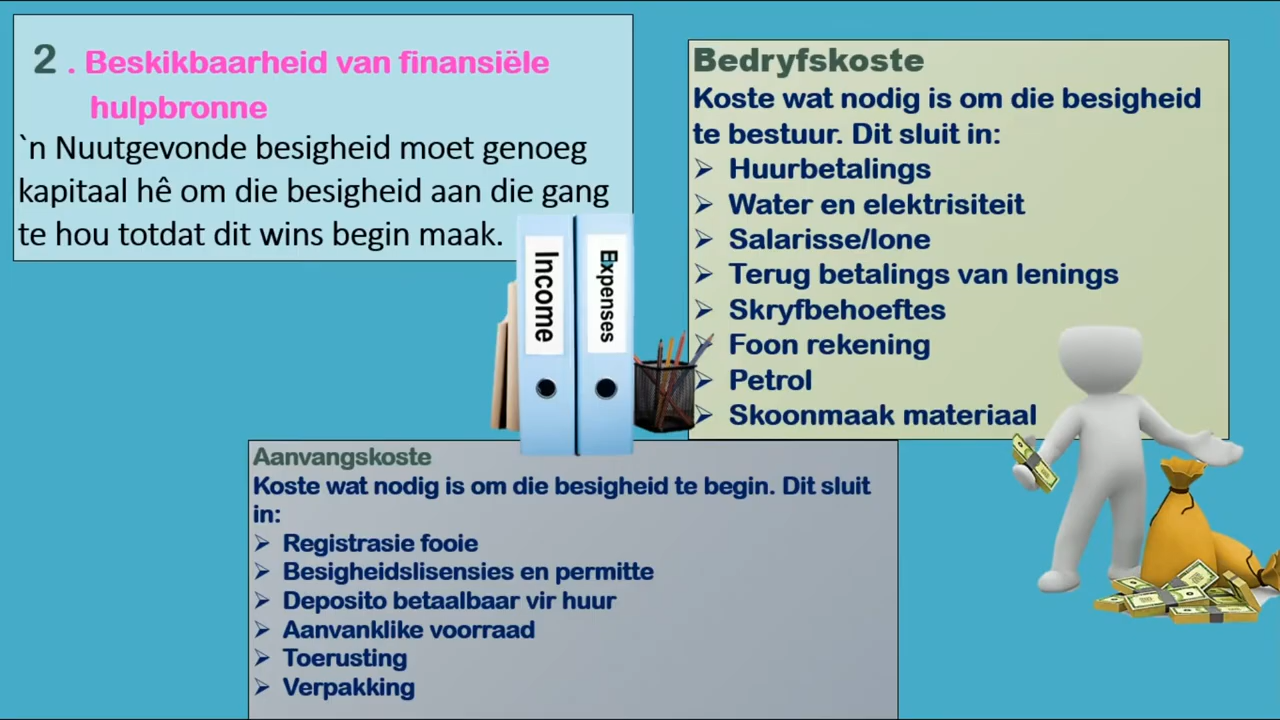 2 . Beskikbaarheid van finansiële
hulpbronne
`n Nuutgevonde besigheid moet genoeg
kapitaal hê om die besigheid aan die gang
te hou totdat dit wins begin maak.
Income
Expenses
Bedryfskoste
Koste wat nodig is om die besigheid
te bestuur. Dit sluit in:
➢ Huurbetalings
➢ Water en elektrisiteit
➢ Salarisse/lone
➢ Terug betalings van lenings
➢ Skryfbehoeftes
➢ Foon rekening
➢ Petrol
➢ Skoonmaak materiaal
Aanvangskoste
Koste wat nodig is om die besigheid te begin. Dit sluit
in:
➢ Registrasie fooie
➢ Besigheidslisensies en permitte
➢ Deposito betaalbaar vir huur
➢ Aanvanklike voorraad
➢ Toerusting
➢ Verpakking